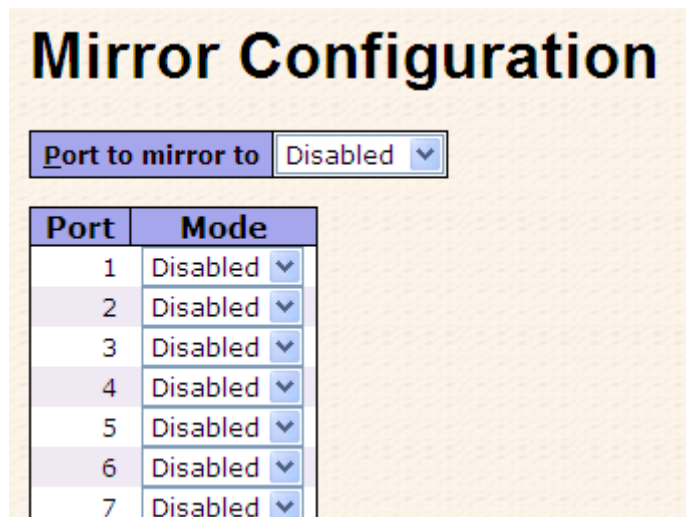 Mirror Configuration
Port to mirror to Disabled
Port Mode
1 Disabled
2 Disabled
3 Disabled
4 Disabled
5 Disabled
6 Disabled
7 Disabled